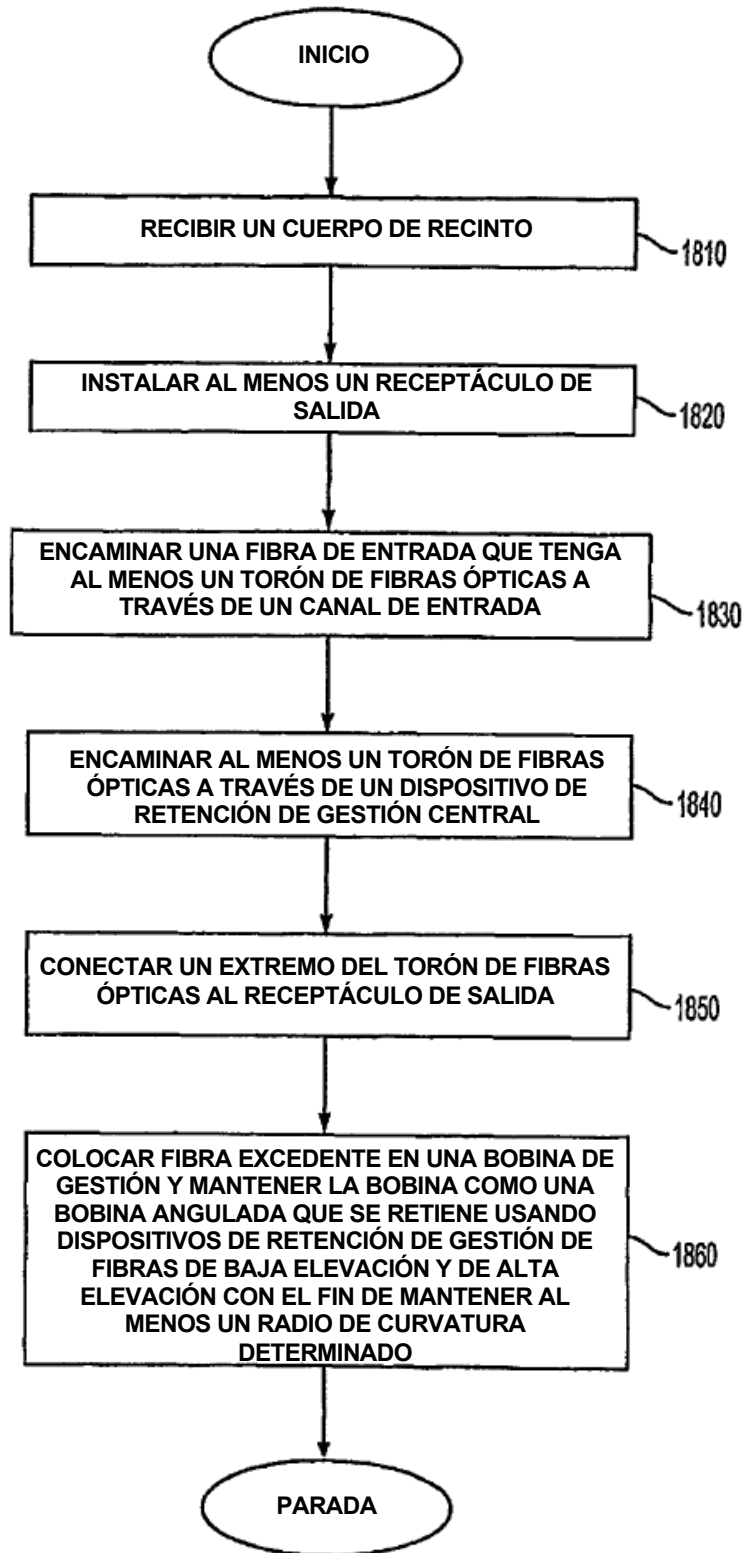 INICIO
RECIBIR UN CUERPO DE RECINTO
1810
INSTALAR AL MENOS UN RECEPTÁCULO DE
SALIDA
1820
ENCAMINAR UNA FIBRA DE ENTRADA QUE TENGA
AL MENOS UN TORÓN DE FIBRAS ÓPTICAS A
TRAVÉS DE UN CANAL DE ENTRADA
1830
ENCAMINAR AL MENOS UN TORÓN DE FIBRAS
ÓPTICAS A TRAVÉS DE UN DISPOSITIVO DE
RETENCIÓN DE GESTIÓN CENTRAL
1840
CONECTAR UN EXTREMO DEL TORÓN DE FIBRAS
ÓPTICAS AL RECEPTÁCULO DE SALIDA
1850
COLOCAR FIBRA EXCEDENTE EN UNA BOBINA DE
GESTIÓN Y MANTENER LA BOBINA COMO UNA
BOBINA ANGULADA QUE SE RETIENE USANDO
DISPOSITIVOS DE RETENCIÓN DE GESTIÓN DE
FIBRAS DE BAJA ELEVACIÓN Y DE ALTA
ELEVACIÓN CON EL FIN DE MANTENER AL
MENOS UN RADIO DE CURVATURA
DETERMINADO
1860
PARADA